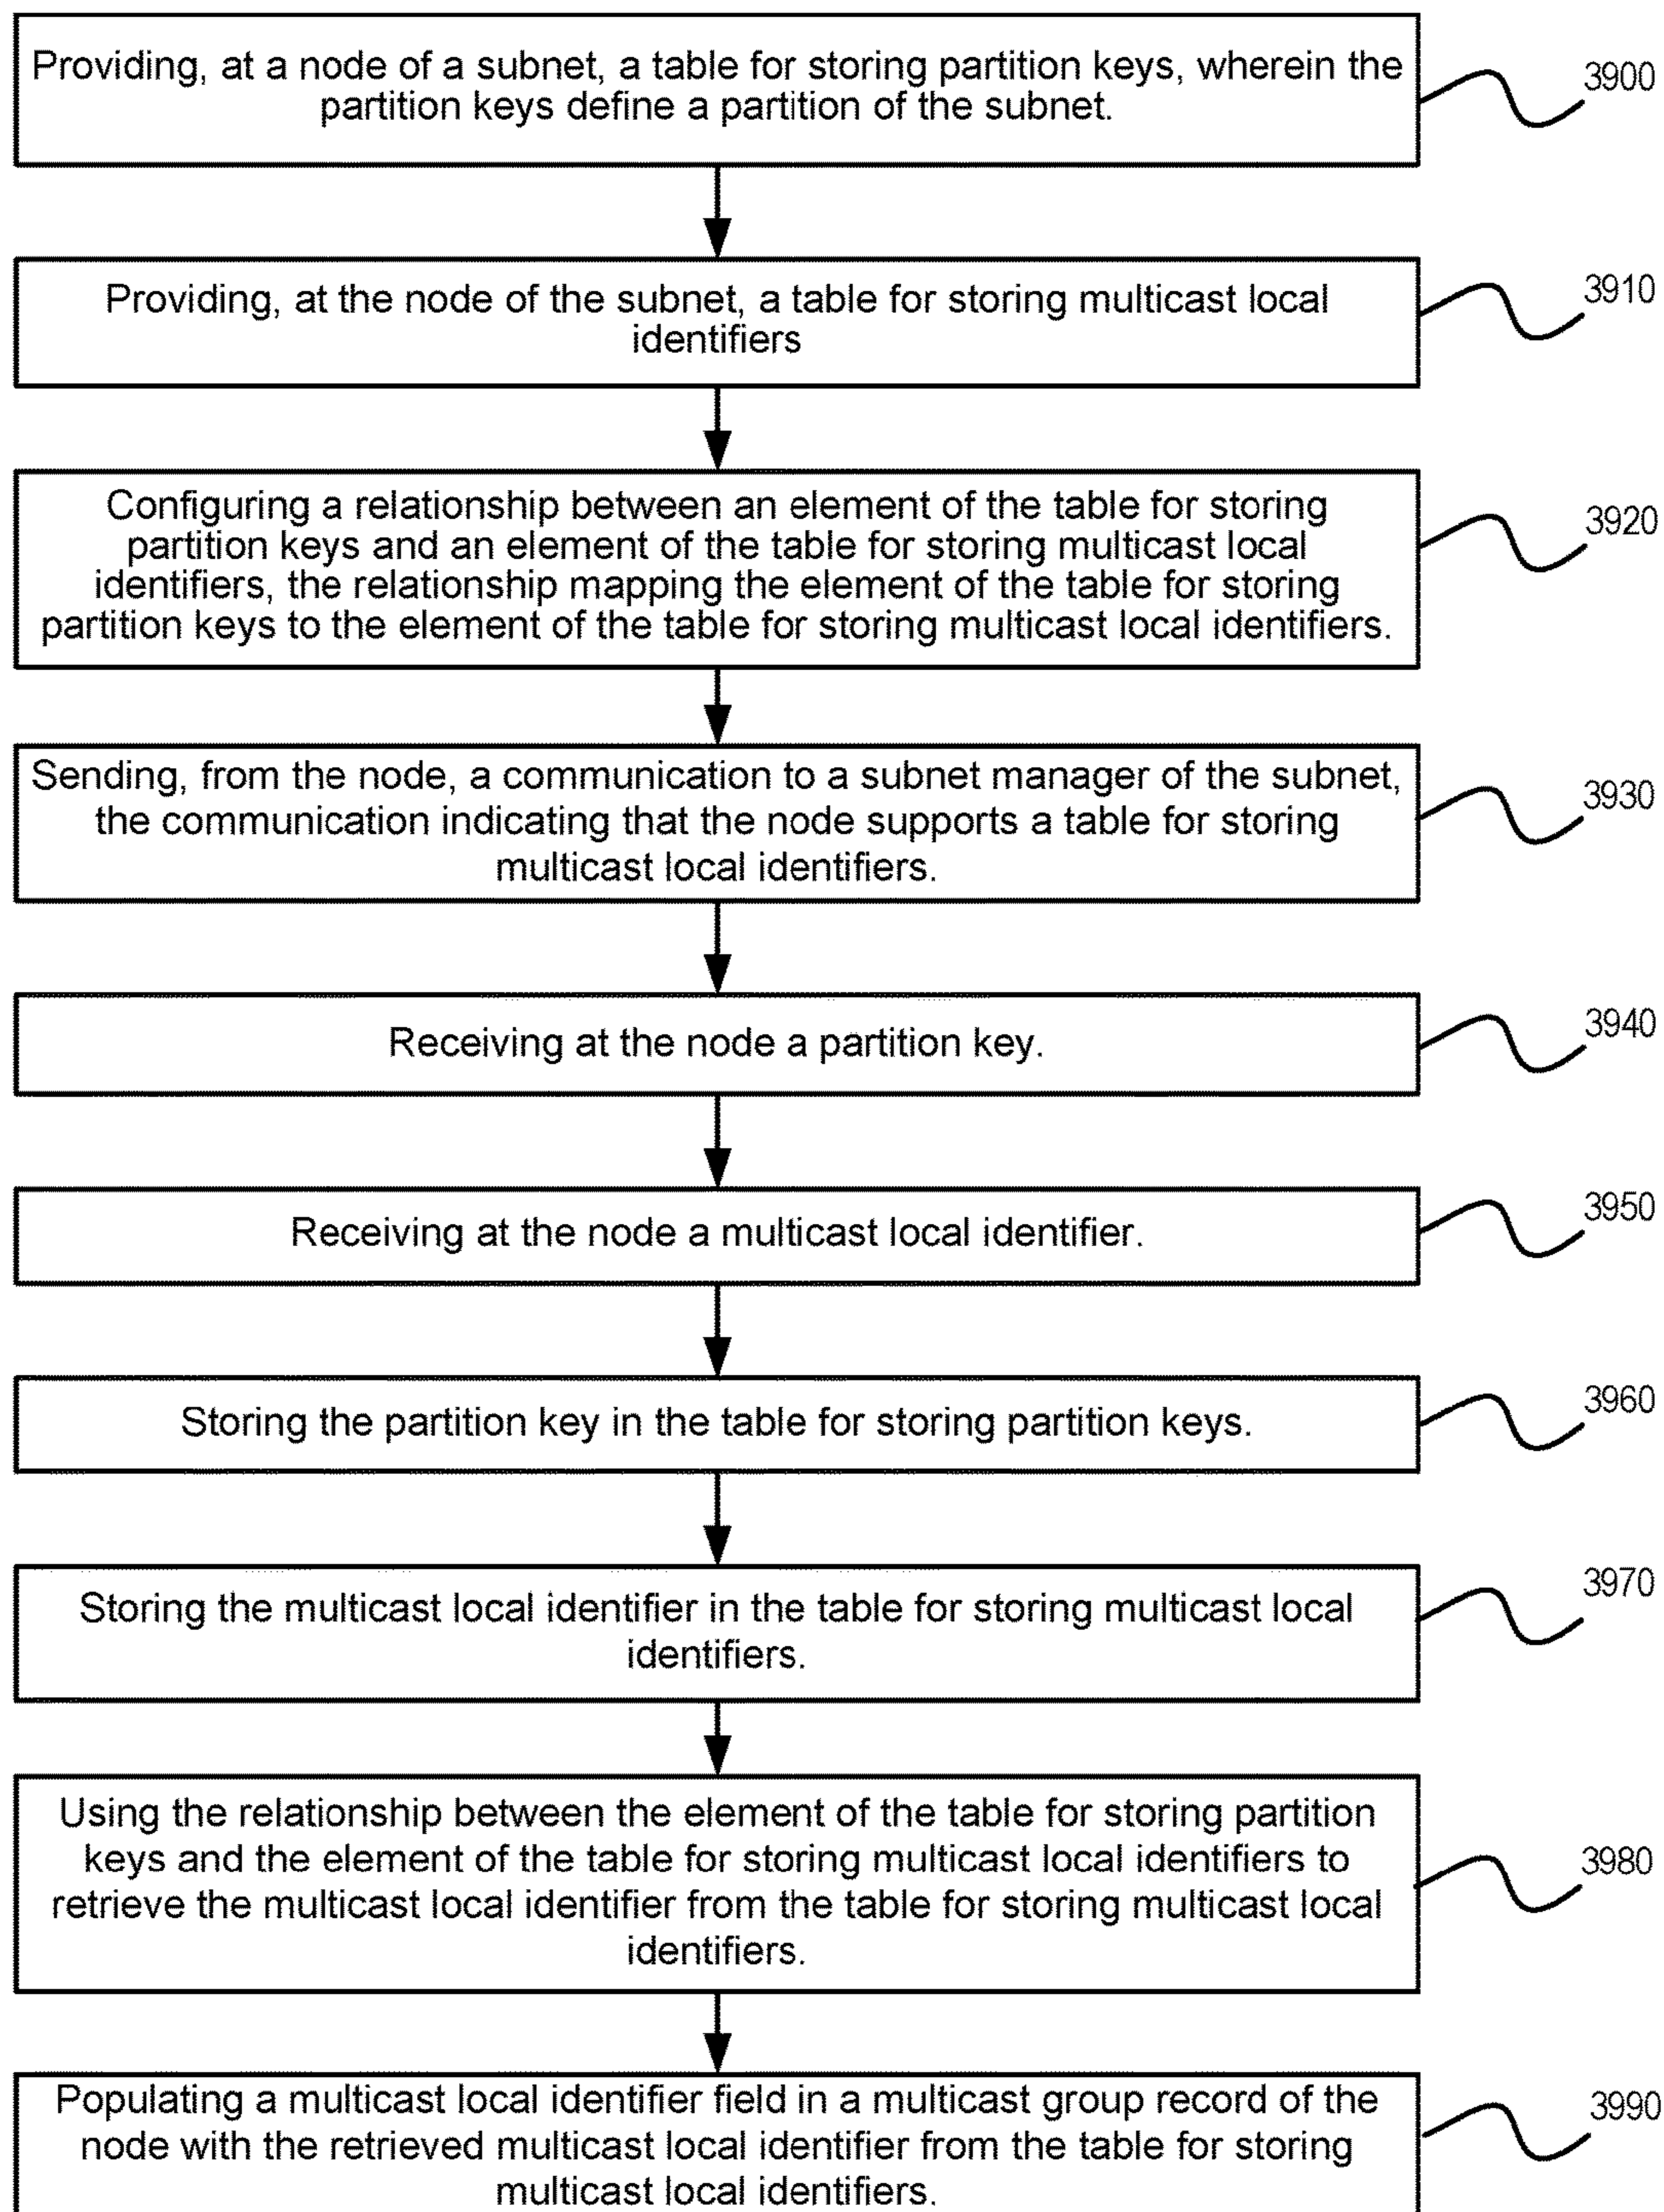 Providing, at a node of a subnet, a table for storing partition keys, wherein the
partition keys define a partition of the subnet.
3900
Providing, at the node of the subnet, a table for storing multicast local
identifiers
3910
Configuring a relationship between an element of the table for storing
partition keys and an element of the table for storing multicast local
identifiers, the relationship mapping the element of the table for storing
partition keys to the element of the table for storing multicast local identifiers.
3920
Sending, from the node, a communication to a subnet manager of the subnet,
the communication indicating that the node supports a table for storing
multicast local identifiers.
3930
Receiving at the node a partition key.
3940
Receiving at the node a multicast local identifier.
3950
Storing the partition key in the table for storing partition keys.
3960
Storing the multicast local identifier in the table for storing multicast local
identifiers.
3970
Using the relationship between the element of the table for storing partition
keys and the element of the table for storing multicast local identifiers to
retrieve the multicast local identifier from the table for storing multicast local
identifiers.
3980
Populating a multicast local identifier field in a multicast group record of the
node with the retrieved multicast local identifier from the table for storing
multicast local identifiers.
3990